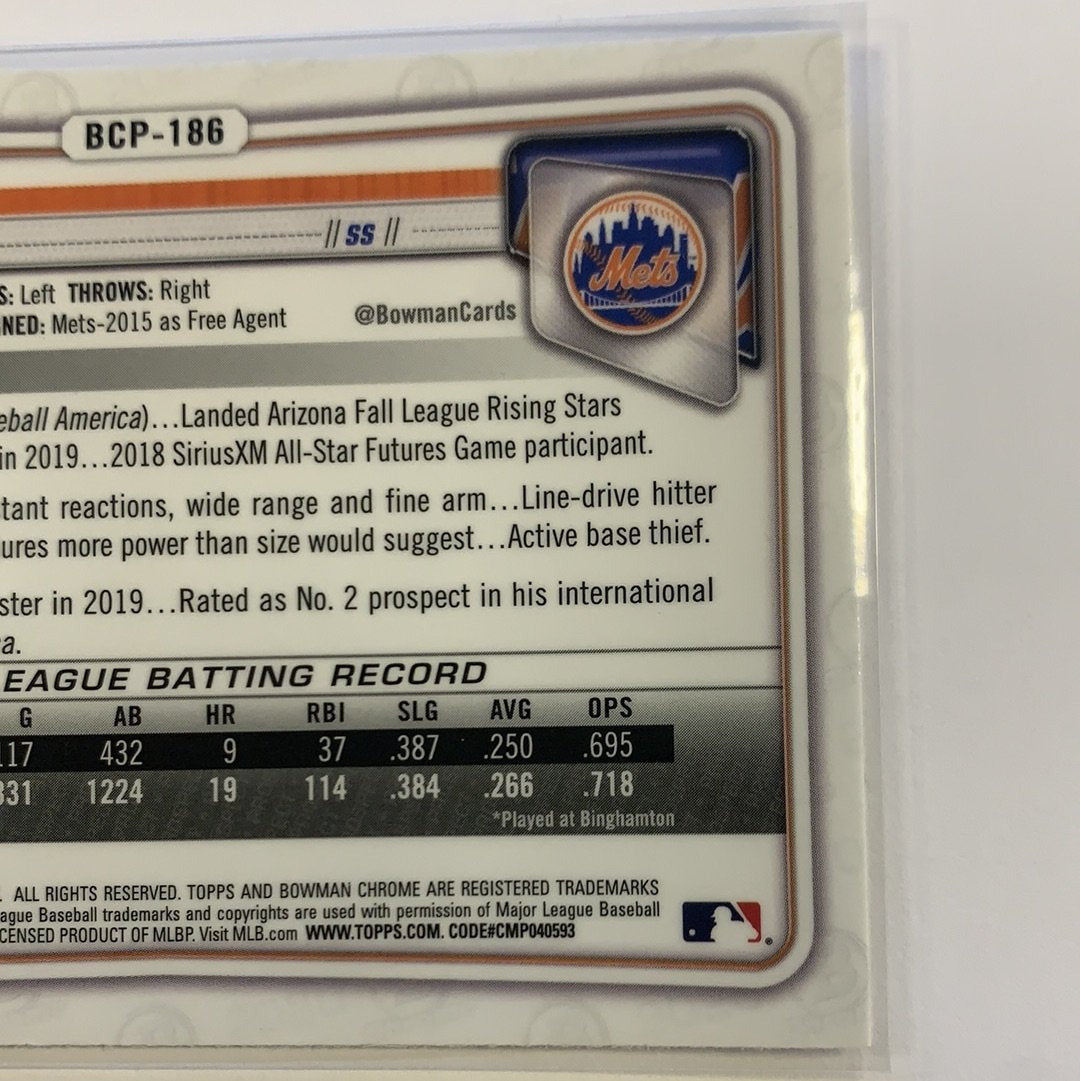 BCP-186
// SS //
S: Left THROWS: Right
NED: Mets-2015 as Free Agent
@BowmanCards
Mets
eball America)...Landed Arizona Fall League Rising Stars
in 2019...2018 SiriusXM All-Star Futures Game participant.
tant reactions, wide range and fine arm...Line-drive hitter
ures more power than size would suggest...Active base thief.
ster in 2019...Rated as No. 2 prospect in his international
a.
EAGUE BATTING RECORD
G AB HR RBI SLG AVG OPS
117 432 9 37 .387 .250 .695
331 1224 19 114 .384 .266 .718
*Played at Binghamton
. ALL RIGHTS RESERVED. TOPPS AND BOWMAN CHROME ARE REGISTERED TRADEMARKS
ague Baseball trademarks and copyrights are used with permission of Major League Baseball
CENSED PRODUCT OF MLBP. Visit MLB.com WWW.TOPPS.COM. CODE#CMP040593